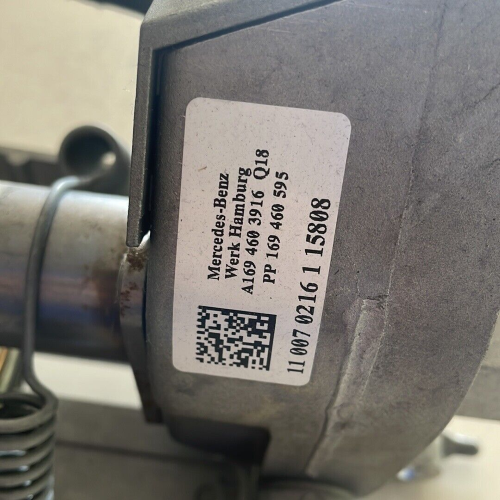 Mercedes-Benz
Werk Hamburg
A169 460 3916 Q18
PP 169 460 595
11 007 0216 1 15808